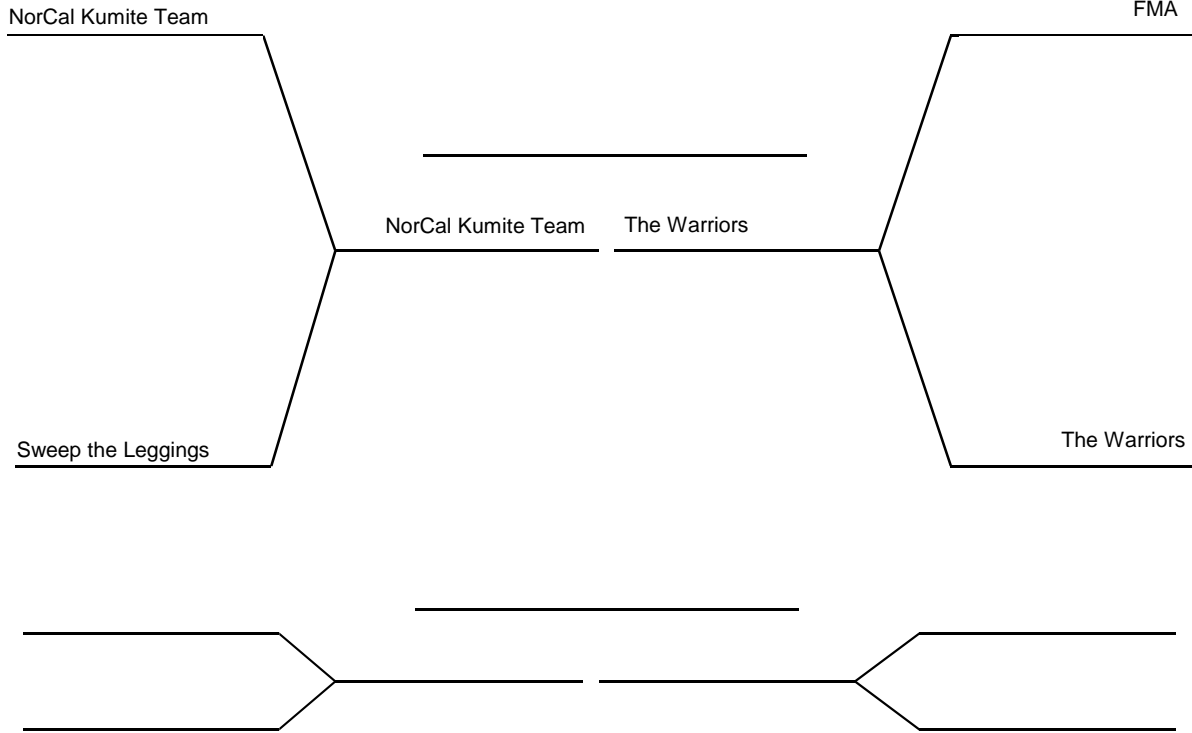 NorCal Kumite Team
FMA
NorCal Kumite Team
The Warriors
Sweep the Leggings
The Warriors